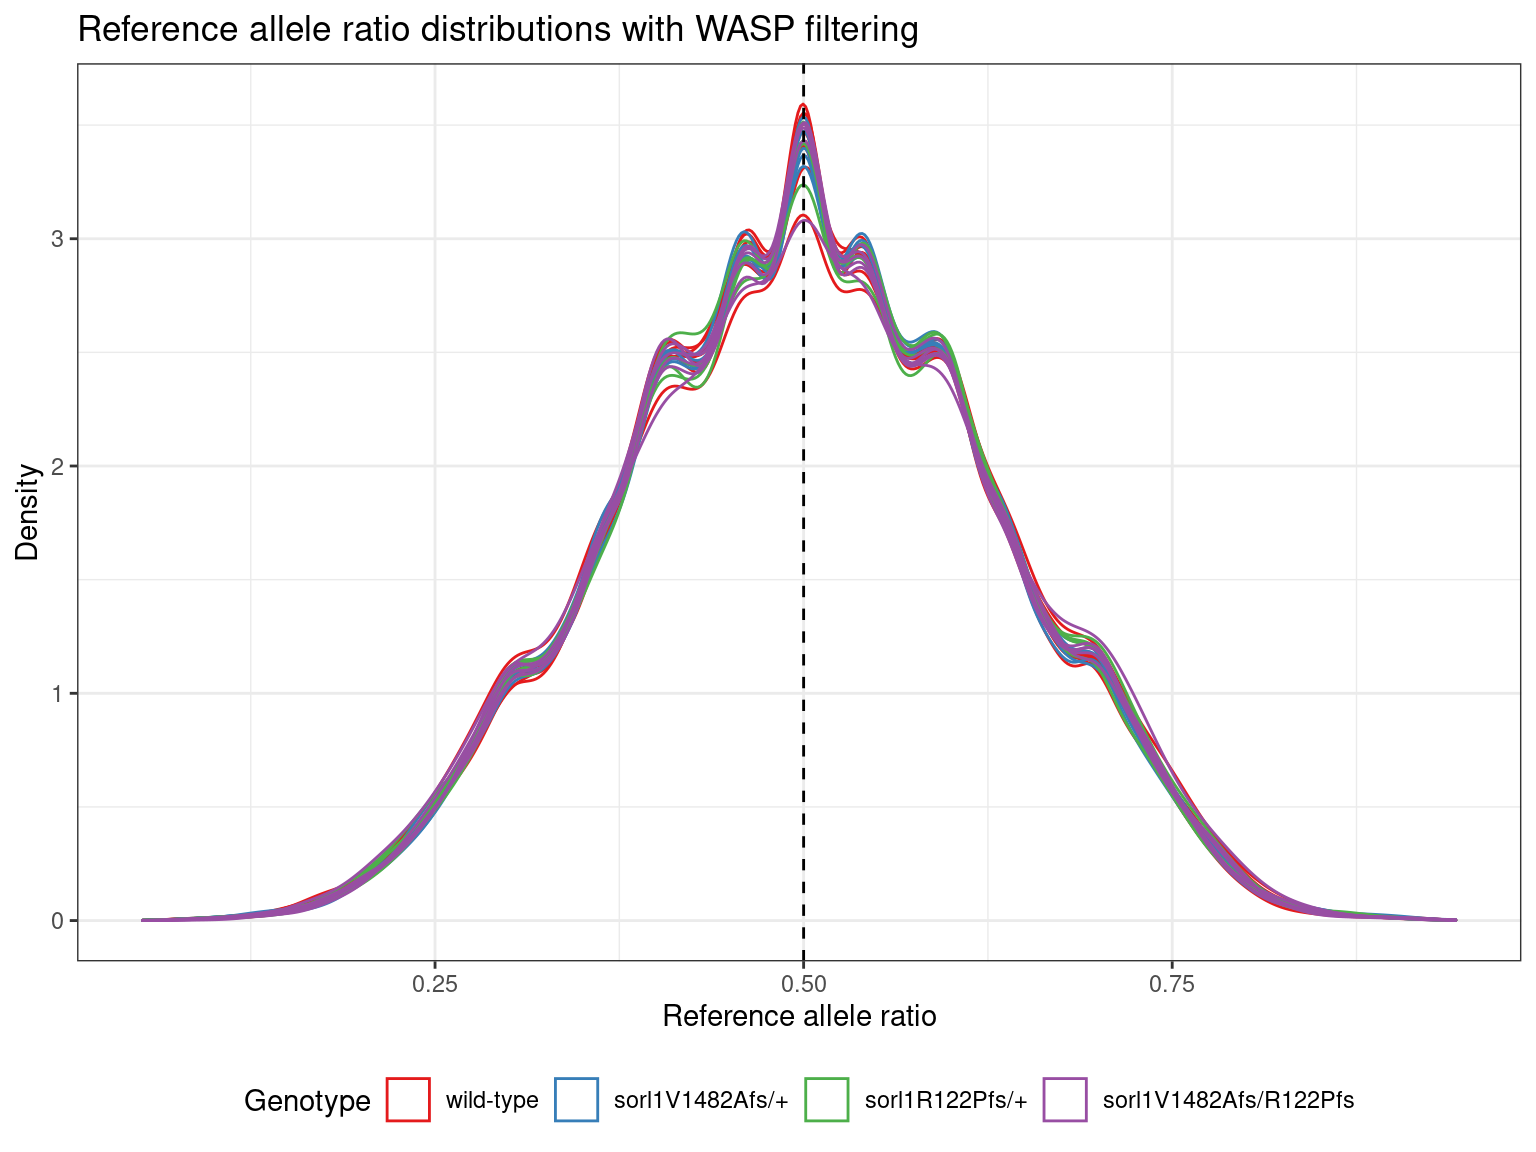 Reference allele ratio distributions with WASP filtering
Density
3
2
1
0
0.25 0.50 0.75
Reference allele ratio
Genotype wild-type sorl1V1482Afs/+ sorl1R122Pfs/+ sorl1V1482Afs/R122Pfs